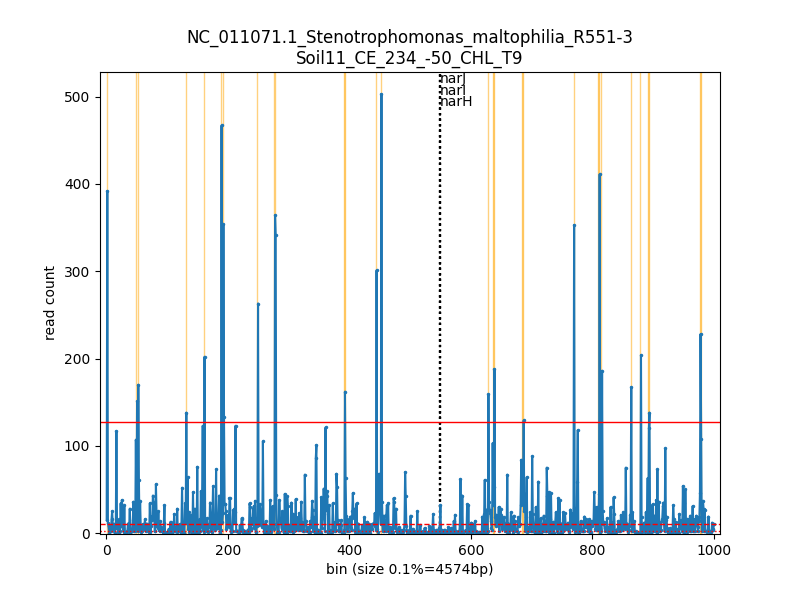 NC_011071.1_Stenotrophomonas_maltophilia_R551-3
Soil11_CE_234_-50_CHL_T9
narJ
narI
narH
500
400
300
200
100
0
read count
0 200 400 600 800 1000
bin (size 0.1%=4574bp)